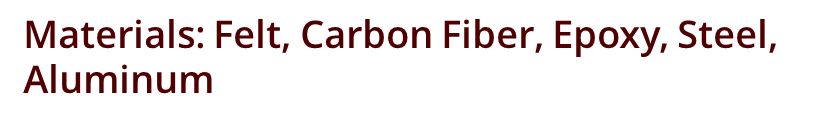 Materials: Felt, Carbon Fiber, Epoxy, Steel,
Aluminum